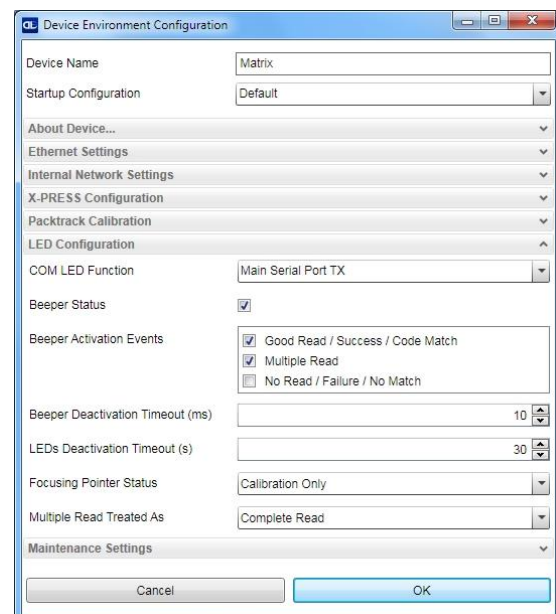 Device Environment Configuration
Device Name Matrix
Startup Configuration Default
About Device...
Ethernet Settings
Internal Network Settings
X-PRESS Configuration
Packtrack Calibration
LED Configuration
COM LED Function Main Serial Port TX
Beeper Status
Beeper Activation Events Good Read / Success / Code Match
Multiple Read
No Read / Failure / No Match
Beeper Deactivation Timeout (ms) 10
LEDs Deactivation Timeout (s) 30
Focusing Pointer Status Calibration Only
Multiple Read Treated As Complete Read
Maintenance Settings
Cancel OK